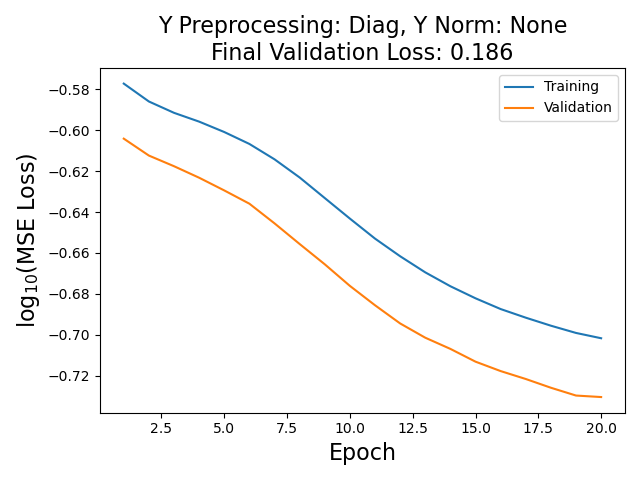 Y Preprocessing: Diag, Y Norm: None
Final Validation Loss: 0.186
Training
Validation
−0.58
−0.60
−0.62
−0.64
−0.66
−0.68
−0.70
−0.72
log₁₀(MSE Loss)
2.5 5.0 7.5 10.0 12.5 15.0 17.5 20.0
Epoch